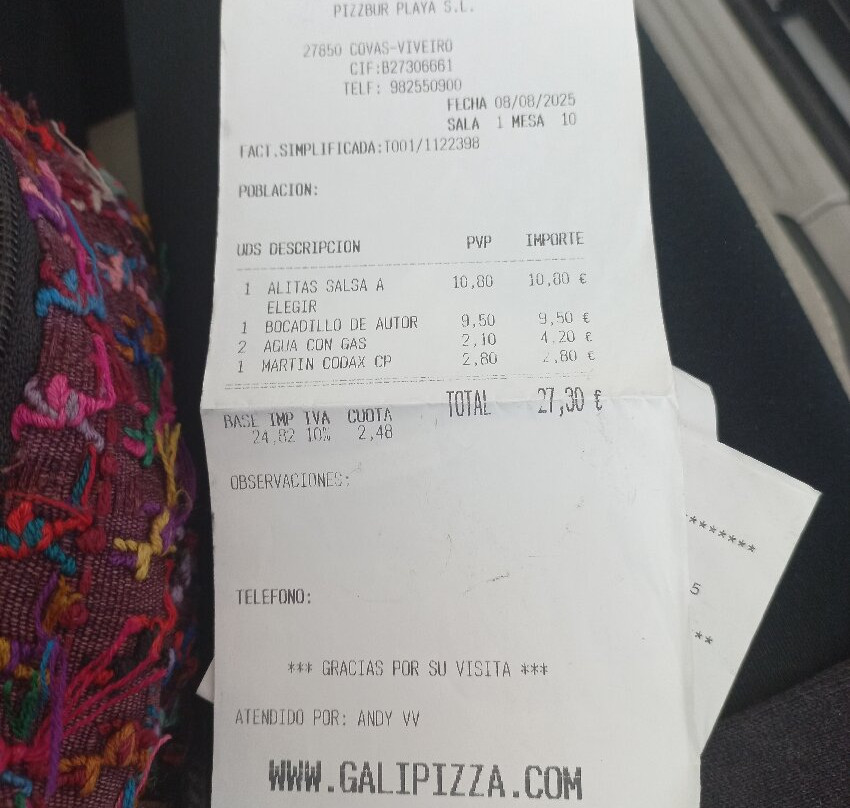 PIZZBUR PLAYA S.L.
27850 COVAS-VIVEIRO
CIF:B27306661
TELF: 982550900
FECHA 08/08/2025
SALA 1 MESA 10
FACT.SIMPLIFICADA:T001/1122398
POBLACION:
UDS DESCRIPCION PVP IMPORTE
1 ALITAS SALSA A 10,80 10,80 €
ELEGIR
1 BOCADILLO DE AUTOR 9,50 9,50 €
2 AGUA CON GAS 2,10 4,20 €
1 MARTIN CODAX CP 2,80 2,80 €
TOTAL 27,30 €
BASE IMP IVA CUOTA
24,82 10% 2,48
OBSERVACIONES:
TELEFONO:
*** GRACIAS POR SU VISITA ***
ATENDIDO POR: ANDY VV
WWW.GALIPIZZA.COM
*******
5
**